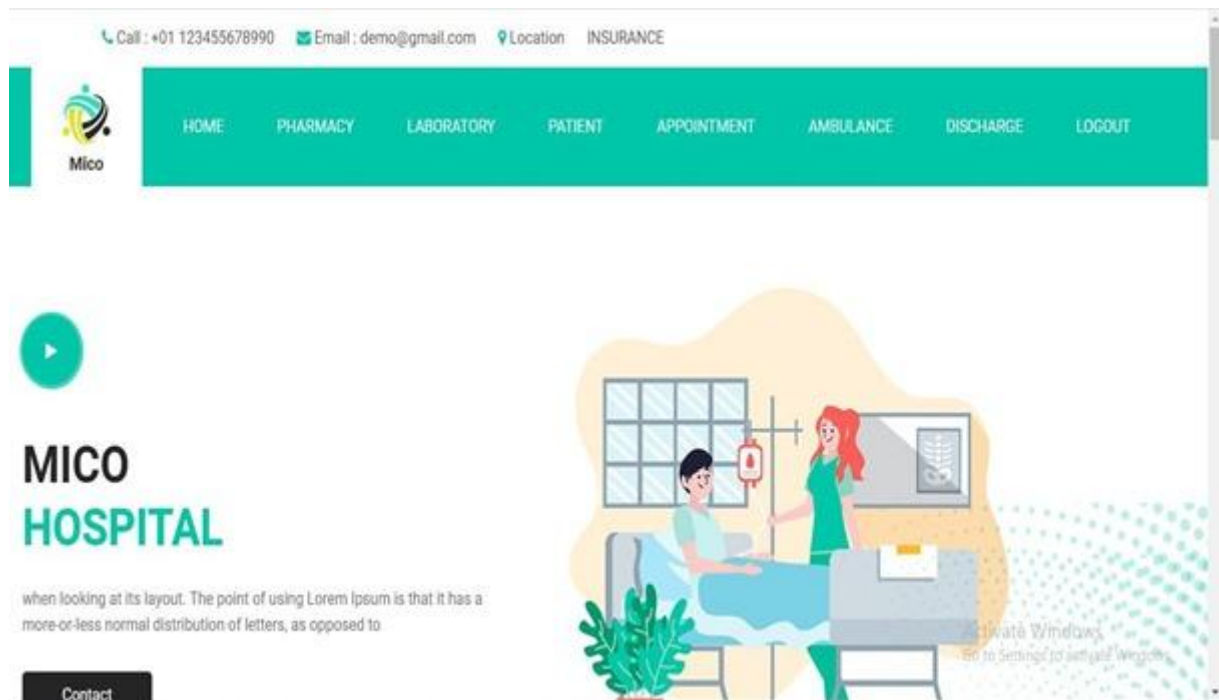 Call : +01 123455678990 Email : demo@gmail.com Location INSURANCE
Mico
HOME PHARMACY LABORATORY PATIENT APPOINTMENT AMBULANCE DISCHARGE LOGOUT
MICO
HOSPITAL
when looking at its layout. The point of using Lorem Ipsum is that it has a
more-or-less normal distribution of letters, as opposed to
Contact
Activate Windows
Go to Settings to activate Windows.